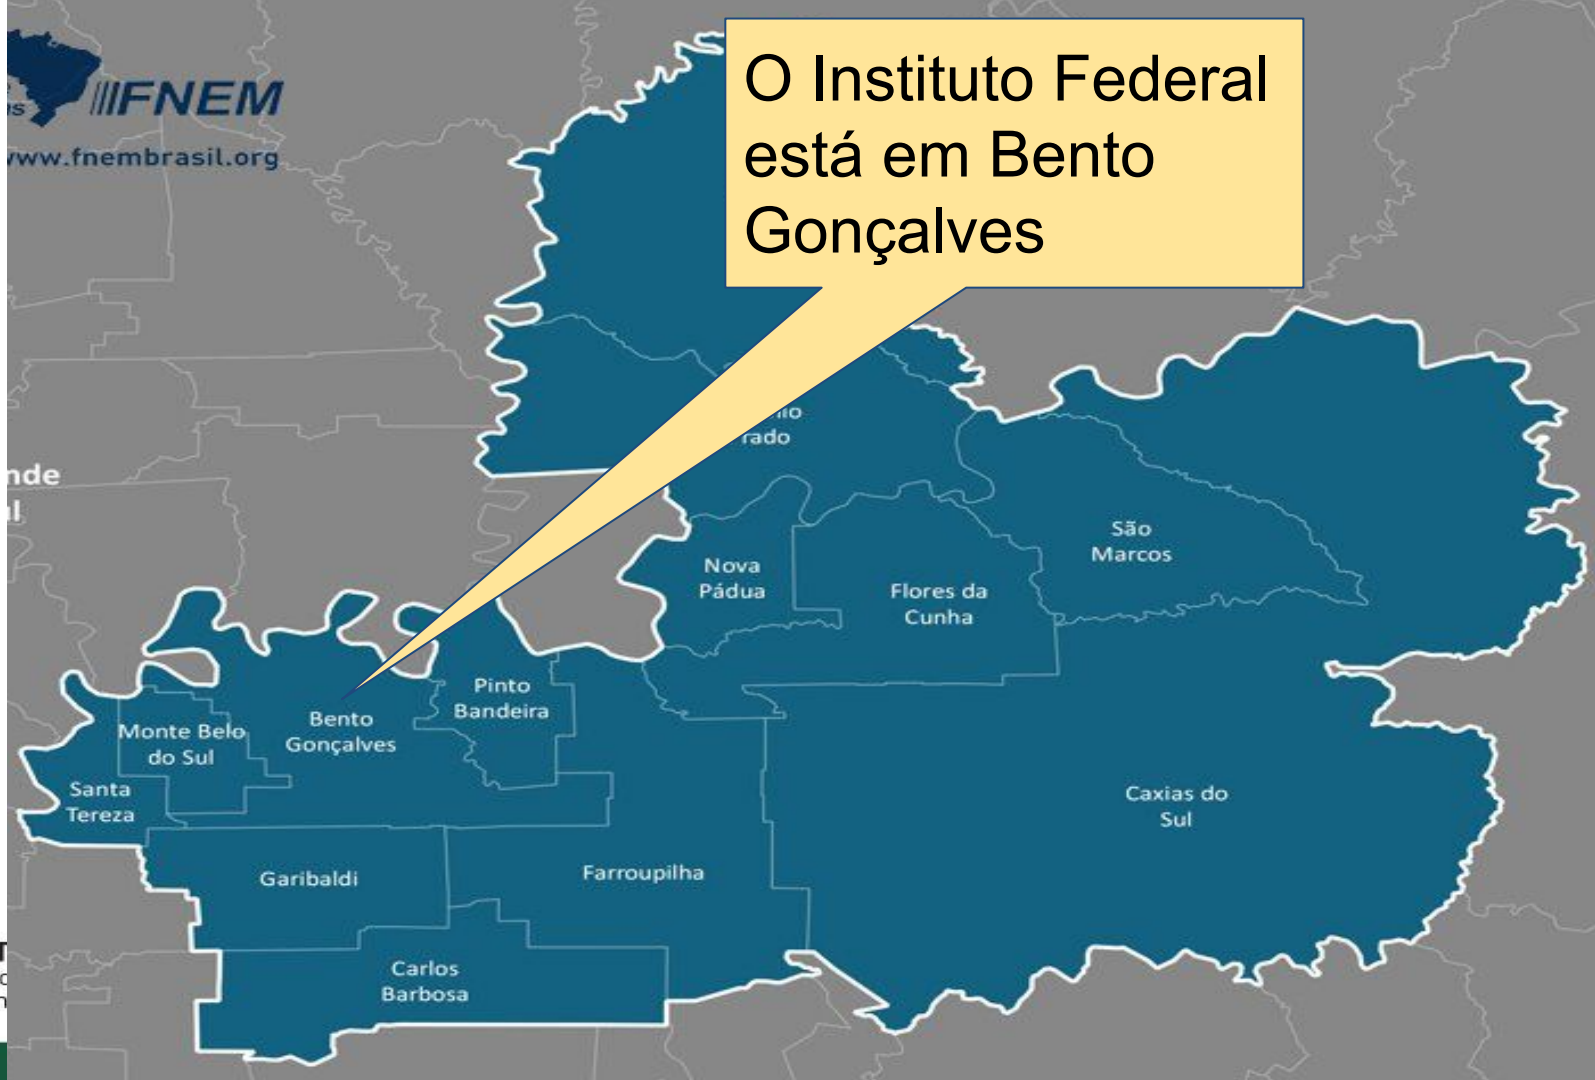 FNEM
www.fnembrasil.org
O Instituto Federal
está em Bento
Gonçalves
São
Marcos
Nova
Pádua
Flores da
Cunha
Pinto
Bandeira
Bento
Gonçalves
Monte Belo
do Sul
Santa
Tereza
Caxias do
Sul
Garibaldi
Farroupilha
Carlos
Barbosa